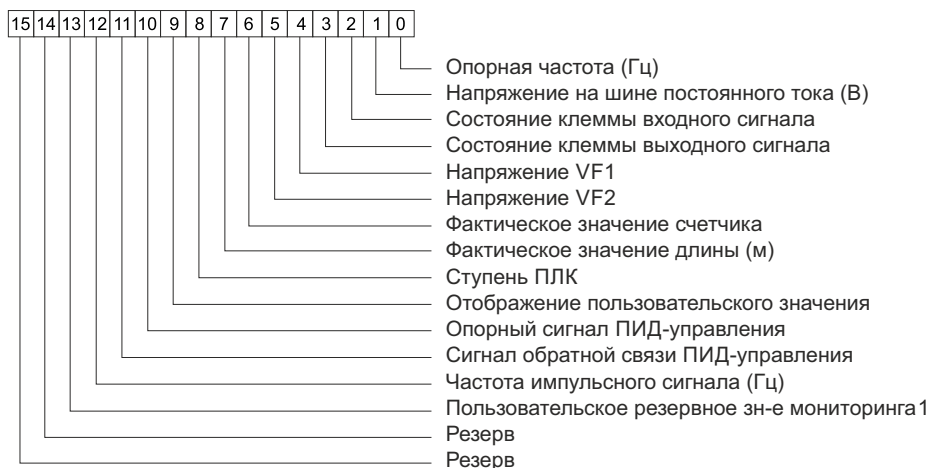 15 14 13 12 11 10 9 8 7 6 5 4 3 2 1 0
Опорная частота (Гц)
Напряжение на шине постоянного тока (В)
Состояние клеммы входного сигнала
Состояние клеммы выходного сигнала
Напряжение VF1
Напряжение VF2
Фактическое значение счетчика
Фактическое значение длины (м)
Ступень ПЛК
Отображение пользовательского значения
Опорный сигнал ПИД-управления
Сигнал обратной связи ПИД-управления
Частота импульсного сигнала (Гц)
Пользовательское резервное зн-е мониторинга1
Резерв
Резерв